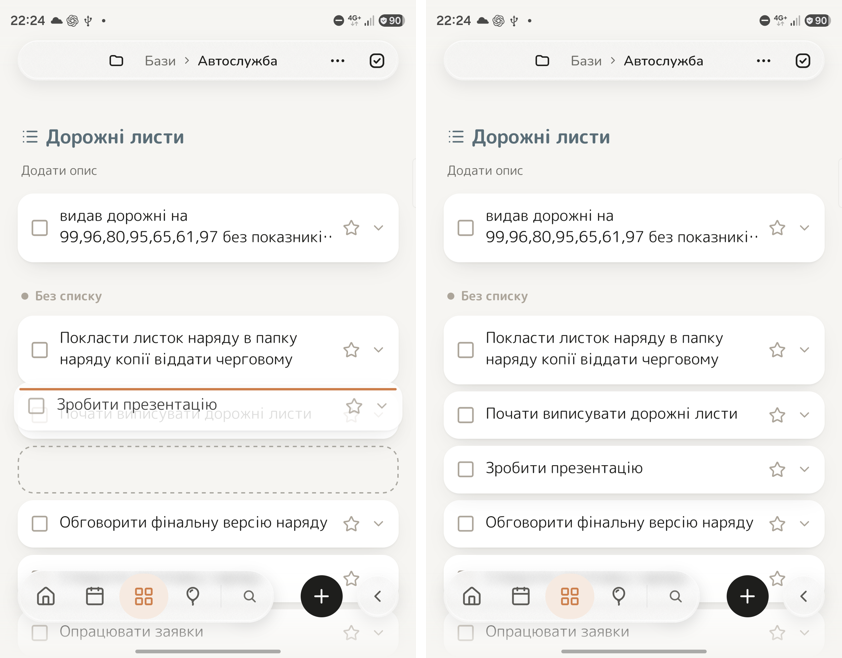 22:24
4G+
90
Бази > Автослужба
Дорожні листи
Додати опис
видав дорожні на
99,96,80,95,65,61,97 без показникі··
Без списку
Покласти листок наряду в папку
наряду копії віддати черговому
Зробити презентацію
Почати виписувати дорожні листи
Обговорити фінальну версію наряду
Опрацювати заявки
22:24
4G+
90
Бази > Автослужба
Дорожні листи
Додати опис
видав дорожні на
99,96,80,95,65,61,97 без показникі··
Без списку
Покласти листок наряду в папку
наряду копії віддати черговому
Почати виписувати дорожні листи
Зробити презентацію
Обговорити фінальну версію наряду
Опрацювати заявки